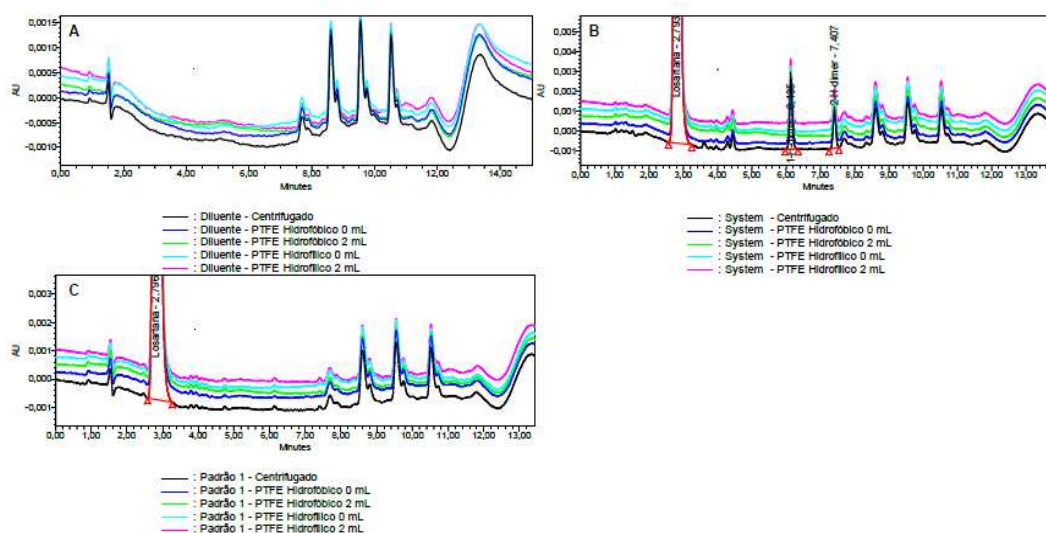 A
AU
0,0015
0,0010
0,0005
0,0000
-0,0005
-0,0010
0,00 2,00 4,00 6,00 8,00 10,00 12,00 14,00
Minutes
: Diluente - Centrifugado
: Diluente - PTFE Hidrofóbico 0 mL
: Diluente - PTFE Hidrofóbico 2 mL
: Diluente - PTFE Hidrofílico 0 mL
: Diluente - PTFE Hidrofílico 2 mL
B
AU
0,005
0,004
0,003
0,002
0,001
0,000
-0,001
Losartana - 2,793
2-H dimer - 7,407
0,00 1,00 2,00 3,00 4,00 5,00 6,00 7,00 8,00 9,00 10,00 11,00 12,00 13,00
Minutes
: System - Centrifugado
: System - PTFE Hidrofóbico 0 mL
: System - PTFE Hidrofóbico 2 mL
: System - PTFE Hidrofílico 0 mL
: System - PTFE Hidrofílico 2 mL
C
AU
0,003
0,002
0,001
0,000
-0,001
Losartana - 2,796
0,00 1,00 2,00 3,00 4,00 5,00 6,00 7,00 8,00 9,00 10,00 11,00 12,00 13,00
Minutes
: Padrão 1 - Centrifugado
: Padrão 1 - PTFE Hidrofóbico 0 mL
: Padrão 1 - PTFE Hidrofóbico 2 mL
: Padrão 1 - PTFE Hidrofílico 0 mL
: Padrão 1 - PTFE Hidrofílico 2 mL